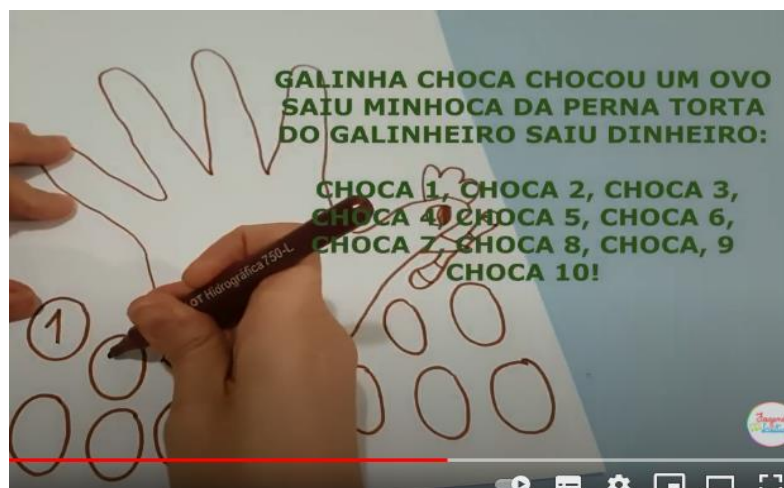 GALINHA CHOCA CHOCOU UM OVO
SAIU MINHOCA DA PERNA TORTA
DO GALINHEIRO SAIU DINHEIRO:
CHOCA 1, CHOCA 2, CHOCA 3,
CHOCA 4, CHOCA 5, CHOCA 6,
CHOCA 7, CHOCA 8, CHOCA, 9
CHOCA 10!
OT Hidrográfica 750-L
1